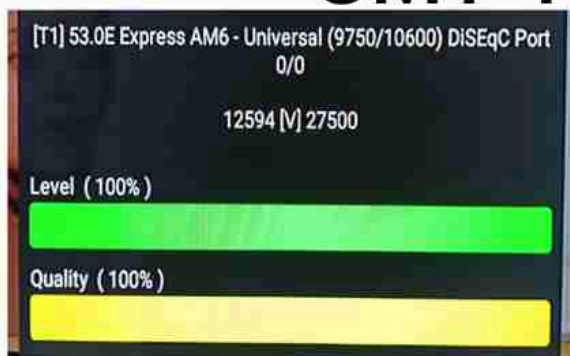 [T1] 53.0E Express AM6 - Universal (9750/10600) DiSEqC Port
0/0
12594 [V] 27500
Level ( 100% )
Quality ( 100% )